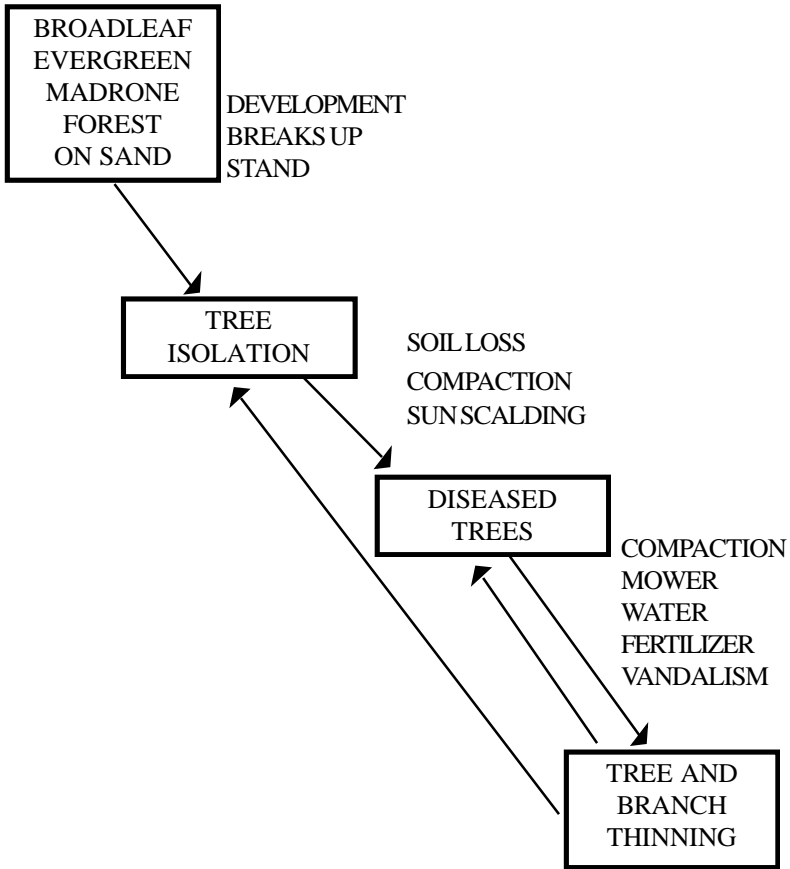 BROADLEAF
EVERGREEN
MADRONE
FOREST
ON SAND
DEVELOPMENT
BREAKS UP
STAND
TREE
ISOLATION
SOIL LOSS
COMPACTION
SUN SCALDING
DISEASED
TREES
COMPACTION
MOWER
WATER
FERTILIZER
VANDALISM
TREE AND
BRANCH
THINNING